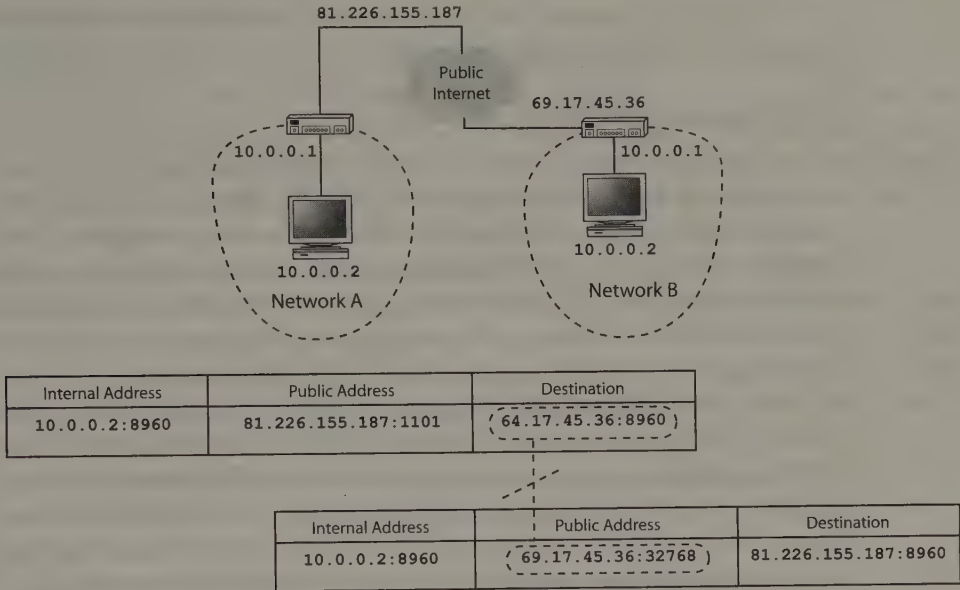 81.226.155.187
Public
Internet
69.17.45.36
10.0.0.1
10.0.0.1
10.0.0.2
10.0.0.2
Network A
Network B
Internal Address Public Address Destination
10.0.0.2:8960 81.226.155.187:1101 64.17.45.36:8960
Internal Address Public Address Destination
10.0.0.2:8960 69.17.45.36:32768 81.226.155.187:8960